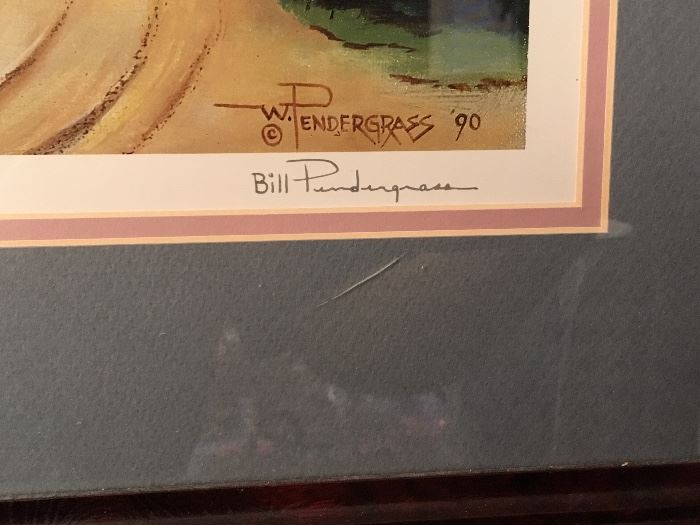 © W. PENDERGRASS '90
Bill Pendergrass